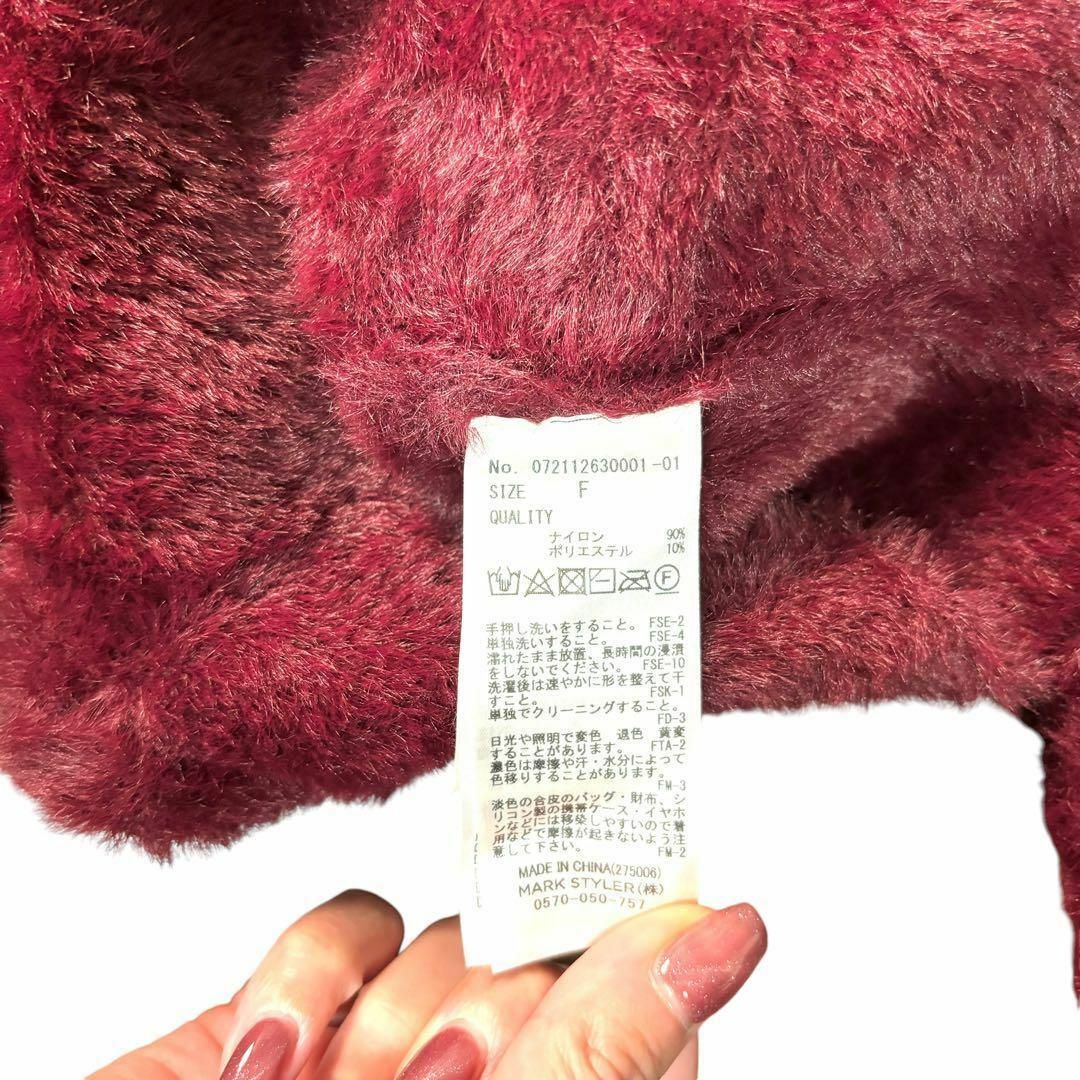 No. 072112630001-01
SIZE F
QUALITY
ナイロン 90%
ポリエステル 10%
F
手押し洗いをすること。 FSE-2
単独洗いすること。 FSE-4
濡れたまま放置、長時間の浸漬
をしないでください。 FSE-10
洗濯後は速やかに形を整えて干
すこと。 FSK-1
単独でクリーニングすること。
FD-3
日光や照明で変色 退色 黄変
することがあります。 FTA-2
濃色は摩擦や汗・水分によって
色移りすることがあります。
FM-3
淡色の合皮のバッグ・財布、シ
リコン製の携帯ケース・イヤホ
ンなどには移染しやすいので着
用などで摩擦が起きないよう注
意して下さい。 FM-2
MADE IN CHINA(275006)
MARK STYLER(株)
0570-050-757